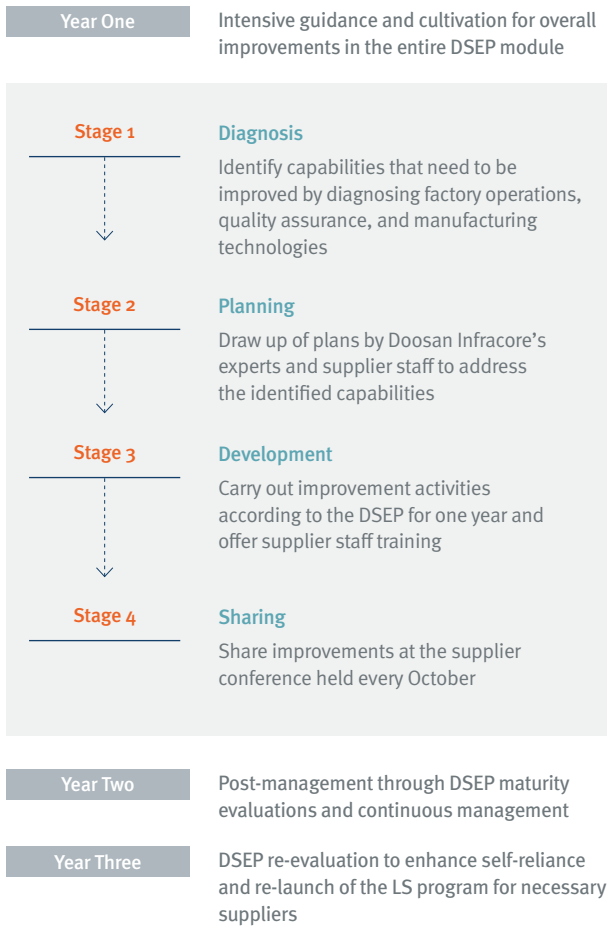 Year One
Intensive guidance and cultivation for overall
improvements in the entire DSEP module
Stage 1
Diagnosis
Identify capabilities that need to be
improved by diagnosing factory operations,
quality assurance, and manufacturing
technologies
Stage 2
Planning
Draw up of plans by Doosan Infracore’s
experts and supplier staff to address
the identified capabilities
Stage 3
Development
Carry out improvement activities
according to the DSEP for one year and
offer supplier staff training
Stage 4
Sharing
Share improvements at the supplier
conference held every October
Year Two
Post-management through DSEP maturity
evaluations and continuous management
Year Three
DSEP re-evaluation to enhance self-reliance
and re-launch of the LS program for necessary
suppliers